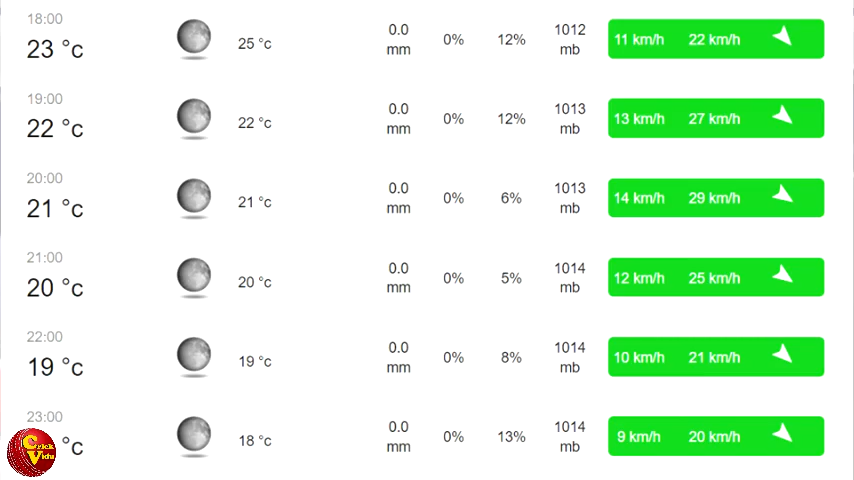 18:00
23 °c 25 °c 0.0 mm 0% 12% 1012 mb 11 km/h 22 km/h
19:00
22 °c 22 °c 0.0 mm 0% 12% 1013 mb 13 km/h 27 km/h
20:00
21 °c 21 °c 0.0 mm 0% 6% 1013 mb 14 km/h 29 km/h
21:00
20 °c 20 °c 0.0 mm 0% 5% 1014 mb 12 km/h 25 km/h
22:00
19 °c 19 °c 0.0 mm 0% 8% 1014 mb 10 km/h 21 km/h
23:00
°c 18 °c 0.0 mm 0% 13% 1014 mb 9 km/h 20 km/h
Crick
Vids